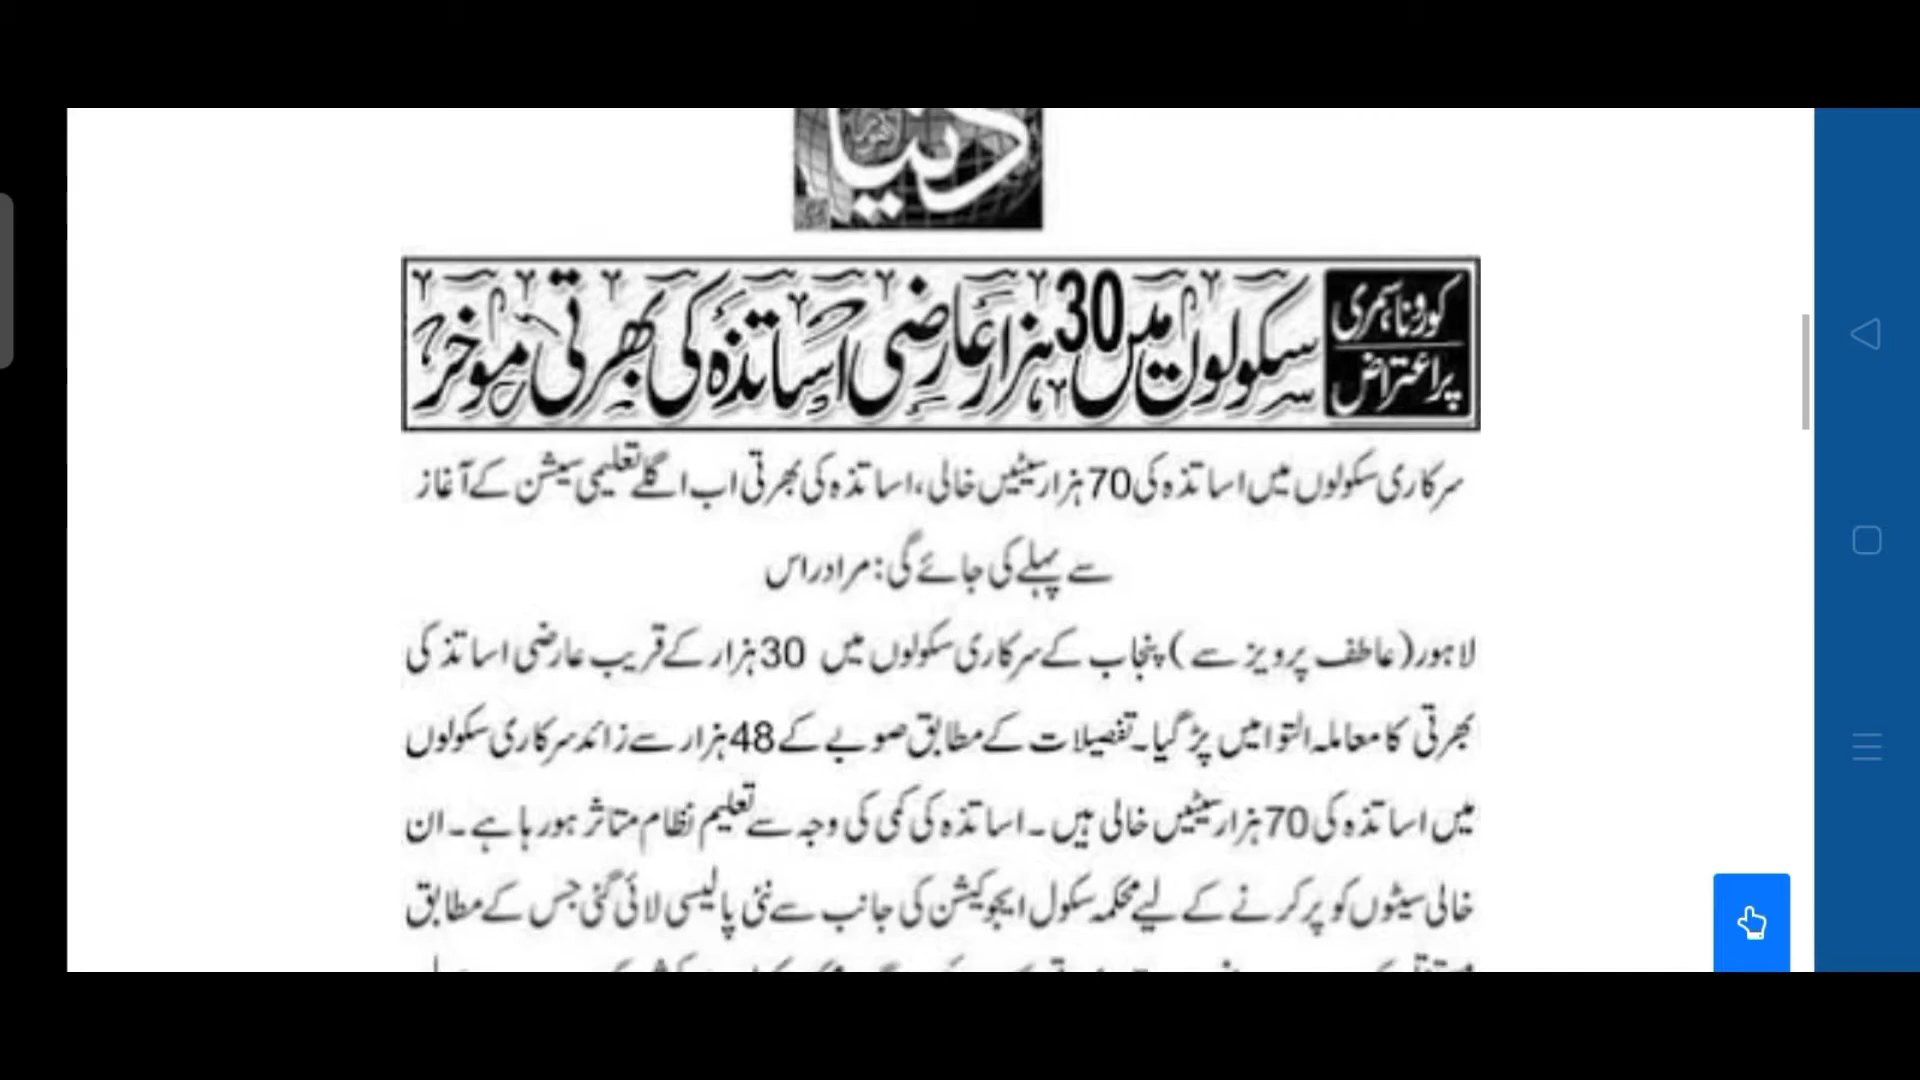 دنیا
کورونا، سمری
پر اعتراض
سکولوں میں 30 ہزار عارضی اساتذہ کی بھرتی موخر
سرکاری سکولوں میں اساتذہ کی 70 ہزار سیٹیں خالی، اساتذہ کی بھرتی اب اگلے تعلیمی سیشن کے آغاز
سے پہلے کی جائے گی: مراد راس
لاہور (عاطف پرویز سے) پنجاب کے سرکاری سکولوں میں 30 ہزار کے قریب عارضی اساتذ کی
بھرتی کا معاملہ التوا میں پڑ گیا۔ تفصیلات کے مطابق صوبے کے 48 ہزار سے زائد سرکاری سکولوں
میں اساتذہ کی 70 ہزار سیٹیں خالی ہیں۔ اساتذہ کی کمی کی وجہ سے تعلیم نظام متاثر ہو رہا ہے۔ ان
خالی سیٹوں کو پر کرنے کے لیے محکمہ سکول ایجوکیشن کی جانب سے نئی پالیسی لائی گئی جس کے مطابق